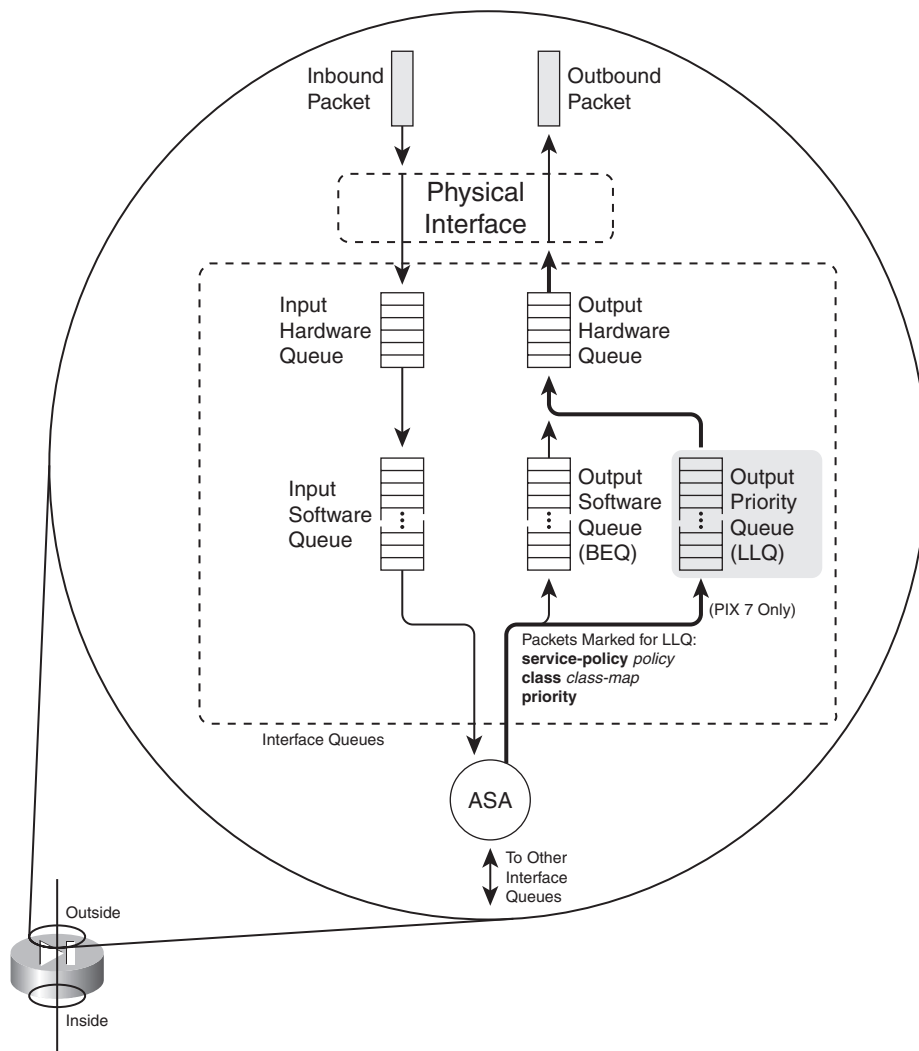 Inbound
Packet
Outbound
Packet
Physical
Interface
Input
Hardware
Queue
Output
Hardware
Queue
Input
Software
Queue
Output
Software
Queue
(BEQ)
Output
Priority
Queue
(LLQ)
(PIX 7 Only)
Packets Marked for LLQ:
service-policy policy
class class-map
priority
Interface Queues
ASA
To Other
Interface
Queues
Outside
Inside